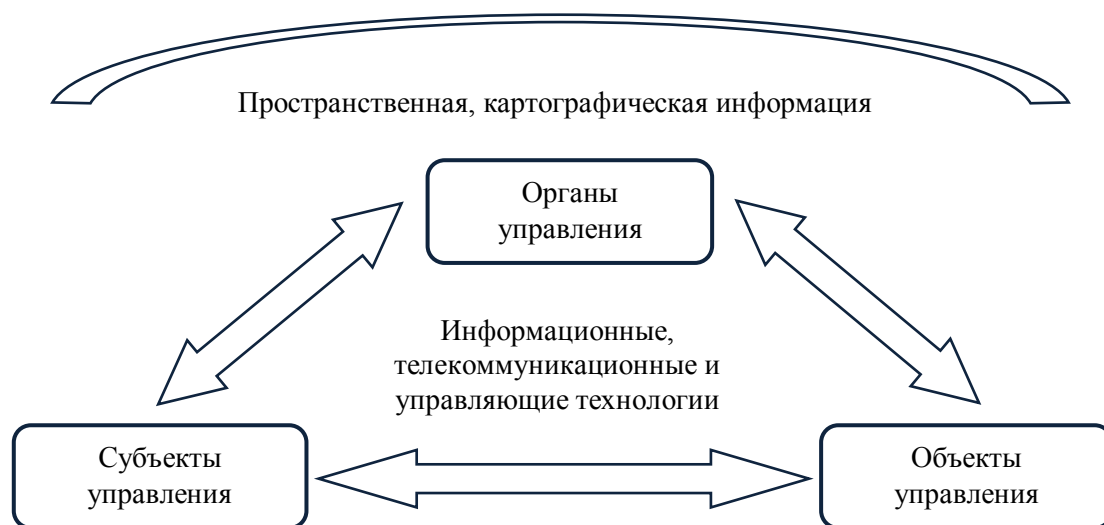 Пространственная, картографическая информация
Органы
управления
Информационные,
телекоммуникационные и
управляющие технологии
Субъекты
управления
Объекты
управления